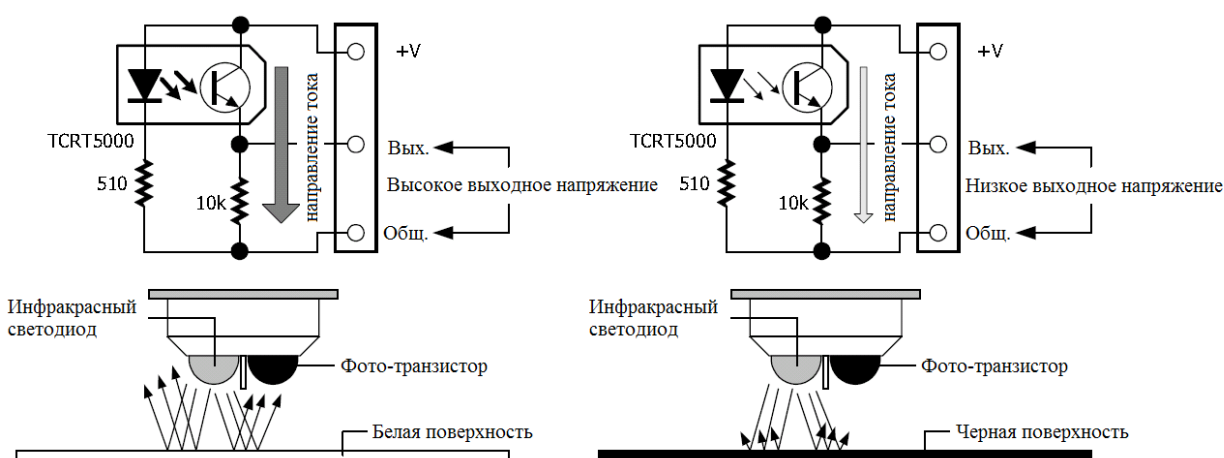 +V
TCRT5000
510
10k
направление тока
Вых.
Высокое выходное напряжение
Общ.
Инфракрасный
светодиод
Фото-транзистор
Белая поверхность
+V
TCRT5000
510
10k
направление тока
Вых.
Низкое выходное напряжение
Общ.
Инфракрасный
светодиод
Фото-транзистор
Черная поверхность